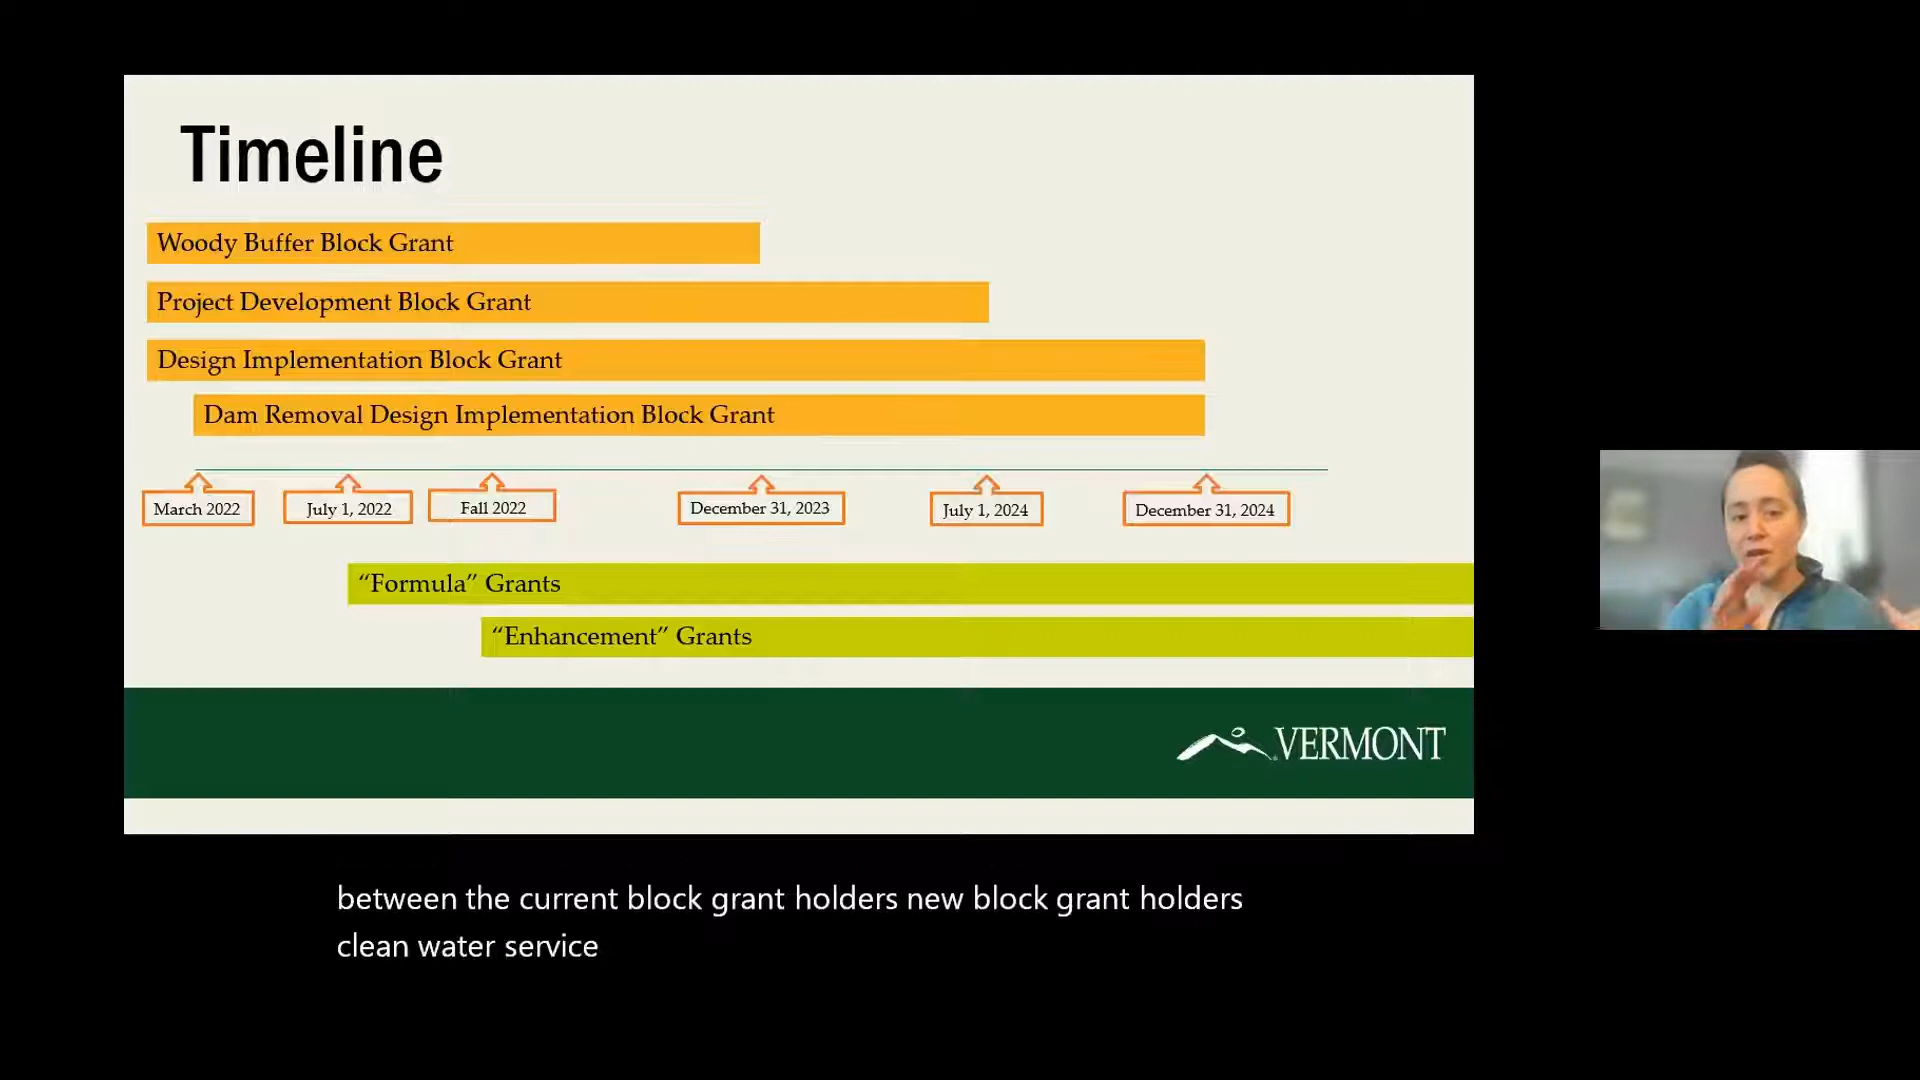 Timeline
Woody Buffer Block Grant
Project Development Block Grant
Design Implementation Block Grant
Dam Removal Design Implementation Block Grant
March 2022
July 1, 2022
Fall 2022
December 31, 2023
July 1, 2024
December 31, 2024
“Formula” Grants
“Enhancement” Grants
VERMONT
between the current block grant holders new block grant holders
clean water service